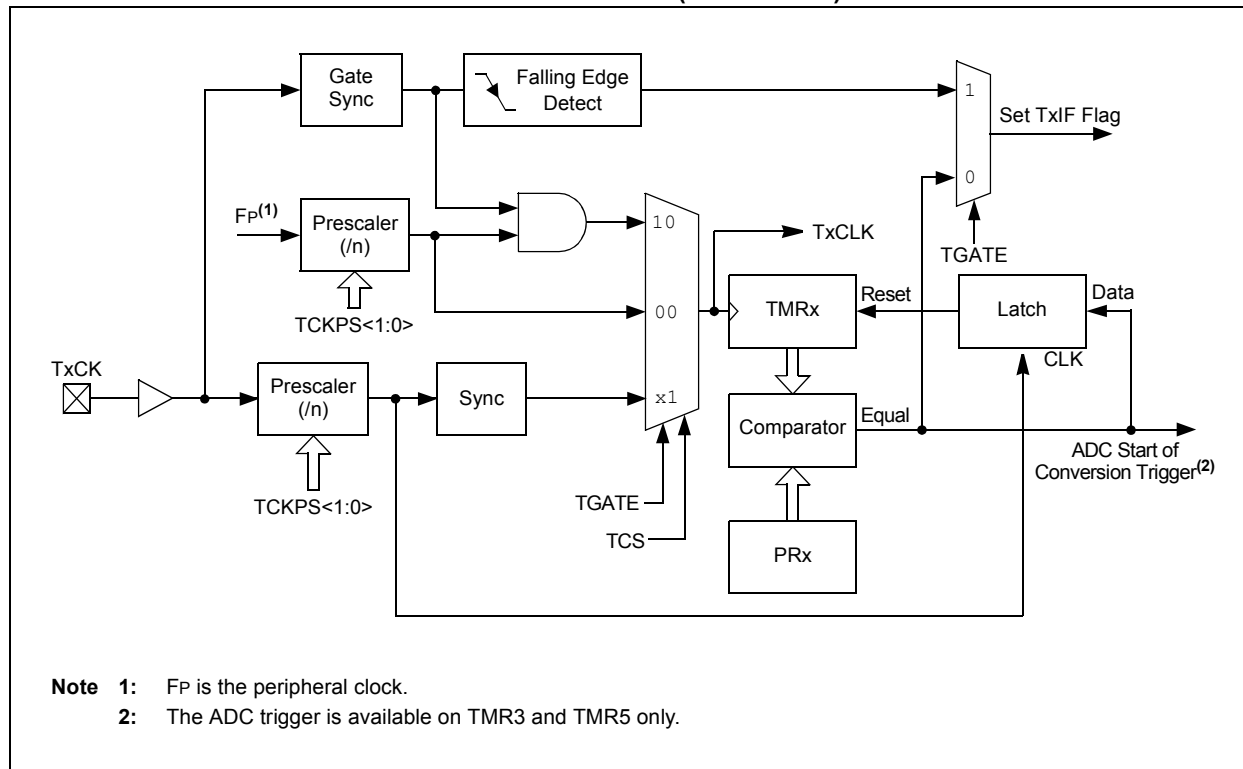 Gate
Sync
Falling Edge
Detect
1
Set TxIF Flag
0
TGATE
FP(1)
Prescaler
(/n)
TCKPS<1:0>
10
00
x1
TxCLK
TMRx
Reset
Latch
Data
CLK
TxCK
Prescaler
(/n)
TCKPS<1:0>
Sync
TGATE
TCS
Comparator
Equal
ADC Start of
Conversion Trigger(2)
PRx
Note 1: FP is the peripheral clock.
2: The ADC trigger is available on TMR3 and TMR5 only.